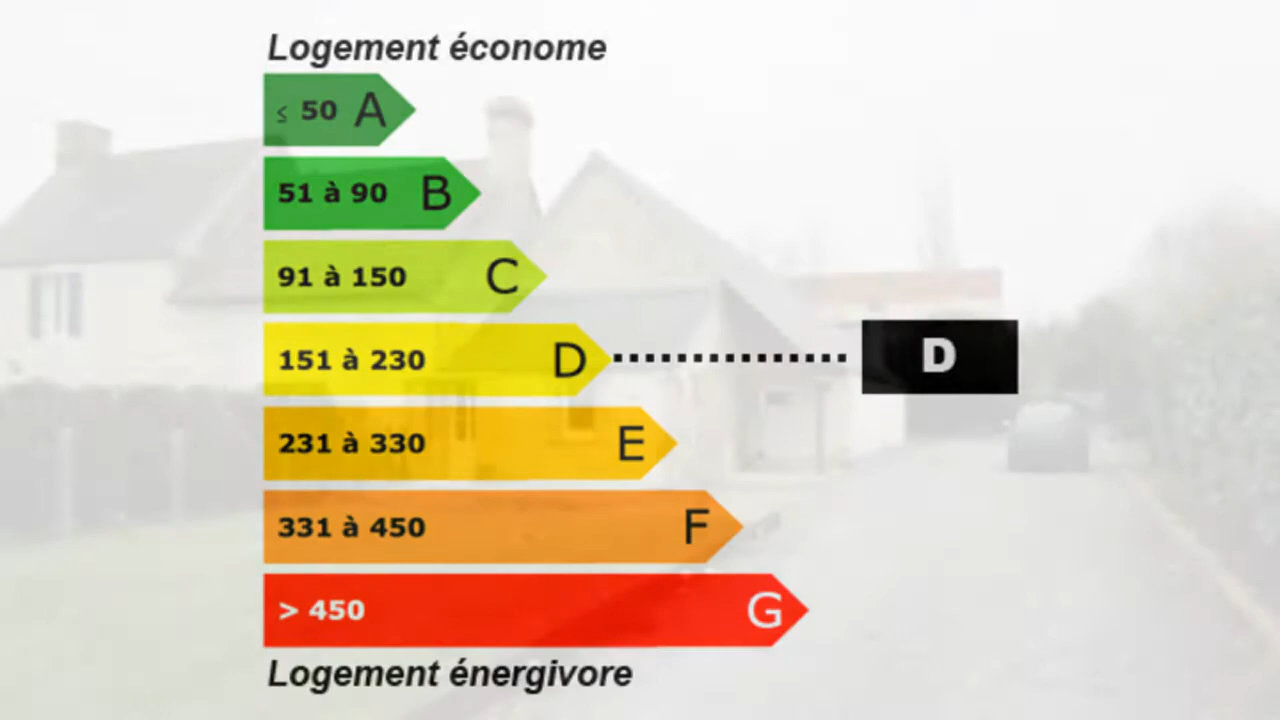 Logement économe
≤ 50 A
51 à 90 B
91 à 150 C
151 à 230 D
D
231 à 330 E
331 à 450 F
> 450 G
Logement énergivore